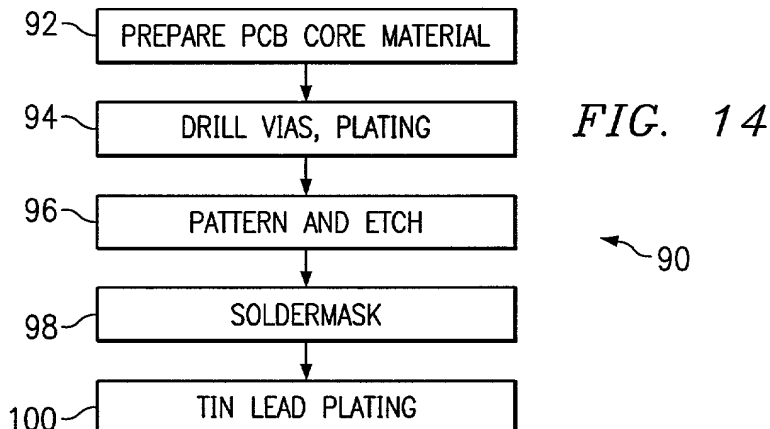 92
PREPARE PCB CORE MATERIAL
94
DRILL VIAS, PLATING
FIG. 14
96
PATTERN AND ETCH
90
98
SOLDERMASK
100
TIN LEAD PLATING